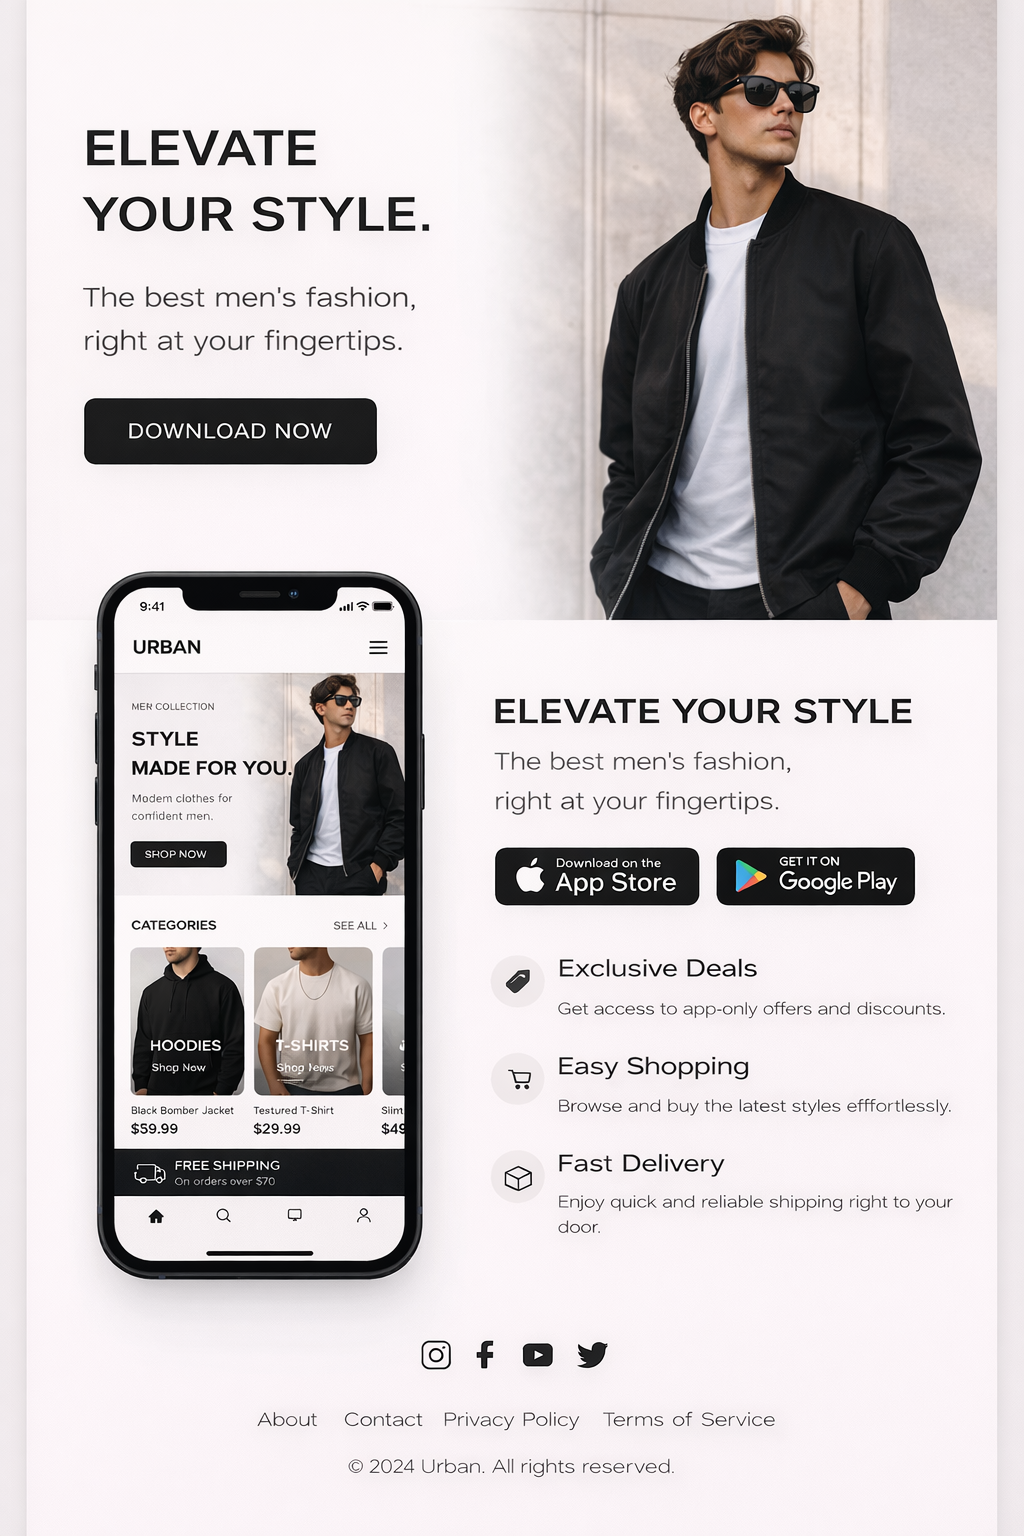 ELEVATE
YOUR STYLE.
The best men's fashion,
right at your fingertips.
DOWNLOAD NOW
9:41
URBAN
MEN COLLECTION
STYLE
MADE FOR YOU.
Modern clothes for
confident men.
SHOP NOW
CATEGORIES
SEE ALL >
HOODIES
Shop Now
T-SHIRTS
Shop
Black Bomber Jacket
$59.99
Textured T-Shirt
$29.99
Slim
$49
FREE SHIPPING
On orders over $70
ELEVATE YOUR STYLE
The best men's fashion,
right at your fingertips.
Download on the
App Store
GET IT ON
Google Play
Exclusive Deals
Get access to app-only offers and discounts.
Easy Shopping
Browse and buy the latest styles efffortlessly.
Fast Delivery
Enjoy quick and reliable shipping right to your
door.
About Contact Privacy Policy Terms of Service
© 2024 Urban. All rights reserved.